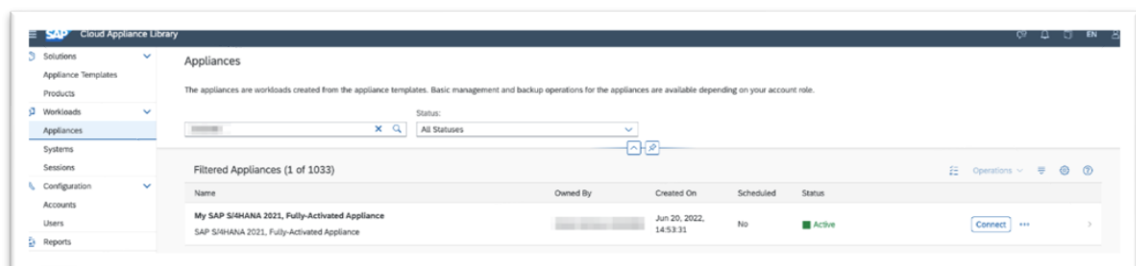 SAP Cloud Appliance Library
EN
Solutions
Appliance Templates
Products
Workloads
Appliances
Systems
Sessions
Configuration
Accounts
Users
Reports
Appliances
The appliances are workloads created from the appliance templates. Basic management and backup operations for the appliances are available depending on your account role.
Status:
All Statuses
Filtered Appliances (1 of 1033)
Operations
Name Owned By Created On Scheduled Status
My SAP S/4HANA 2021, Fully-Activated Appliance
SAP S/4HANA 2021, Fully-Activated Appliance
Jun 20, 2022,
14:53:31
No
Active
Connect